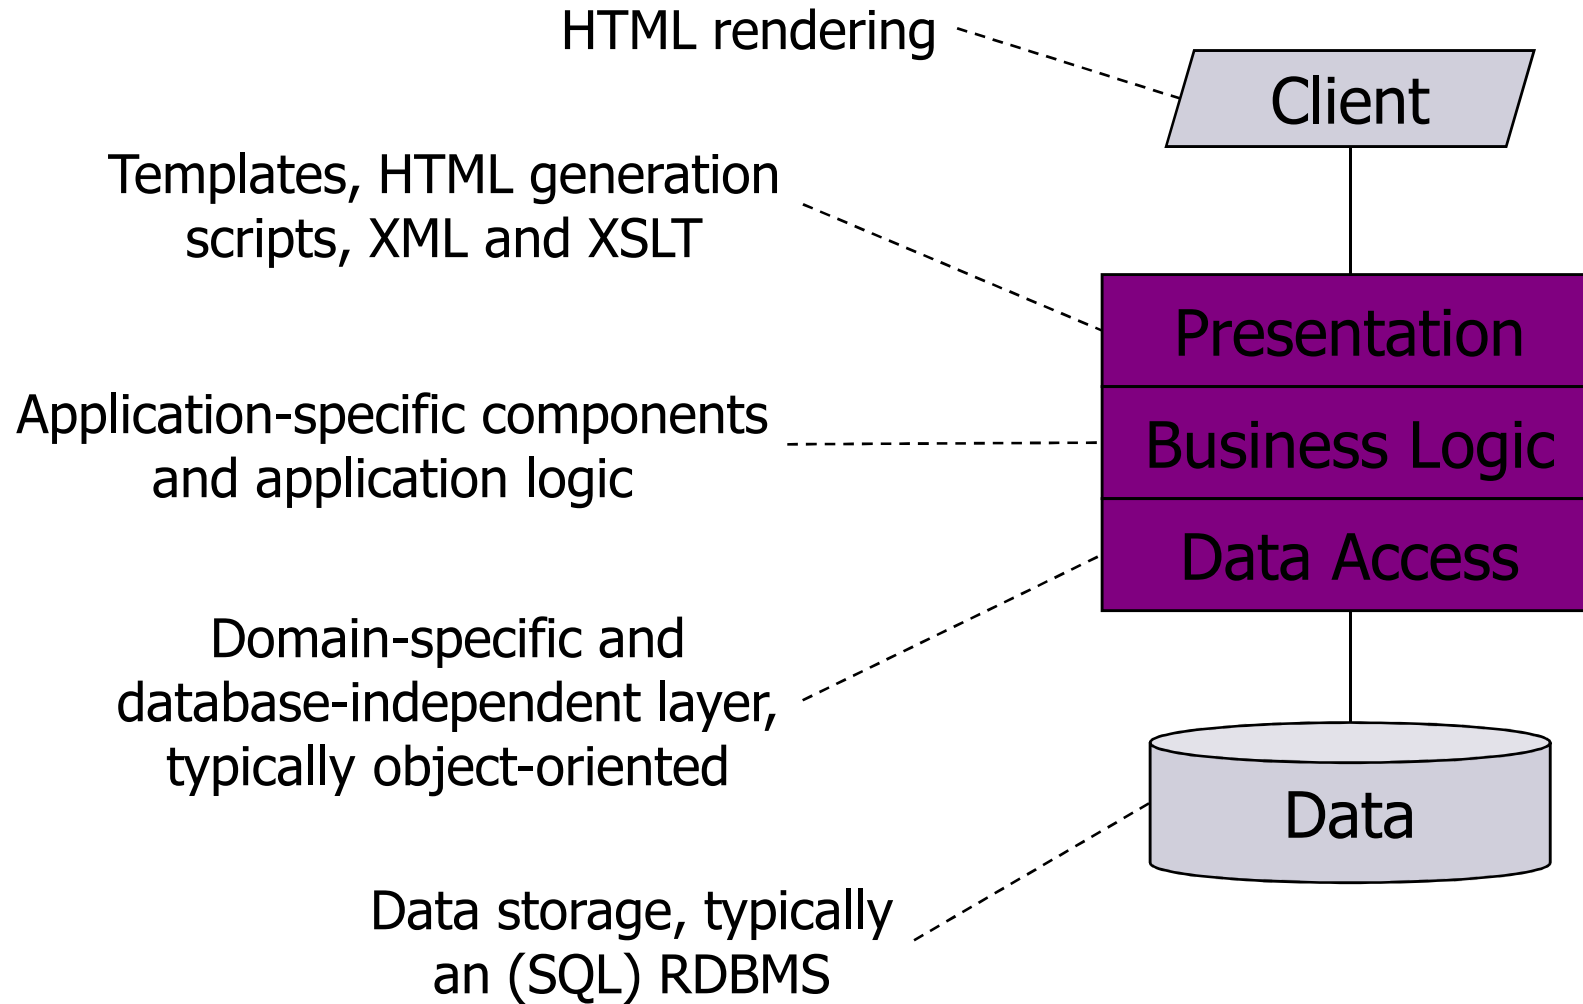 HTML rendering
Client
Templates, HTML generation
scripts, XML and XSLT
Presentation
Application-specific components
and application logic
Business Logic
Data Access
Domain-specific and
database-independent layer,
typically object-oriented
Data
Data storage, typically
an (SQL) RDBMS